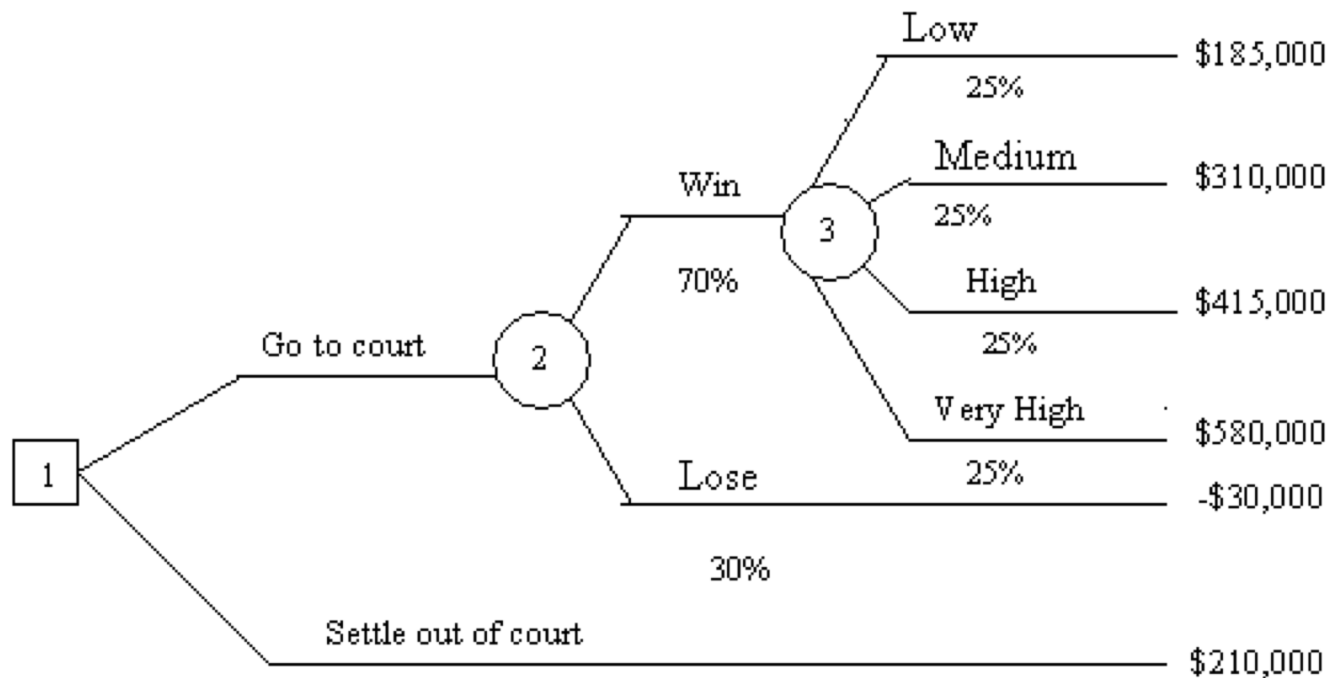 Low
$185,000
25%
Medium
$310,000
Win
25%
3
70%
High
$415,000
Go to court
25%
2
Very High
$580,000
1
Lose
25%
-$30,000
30%
Settle out of court
$210,000